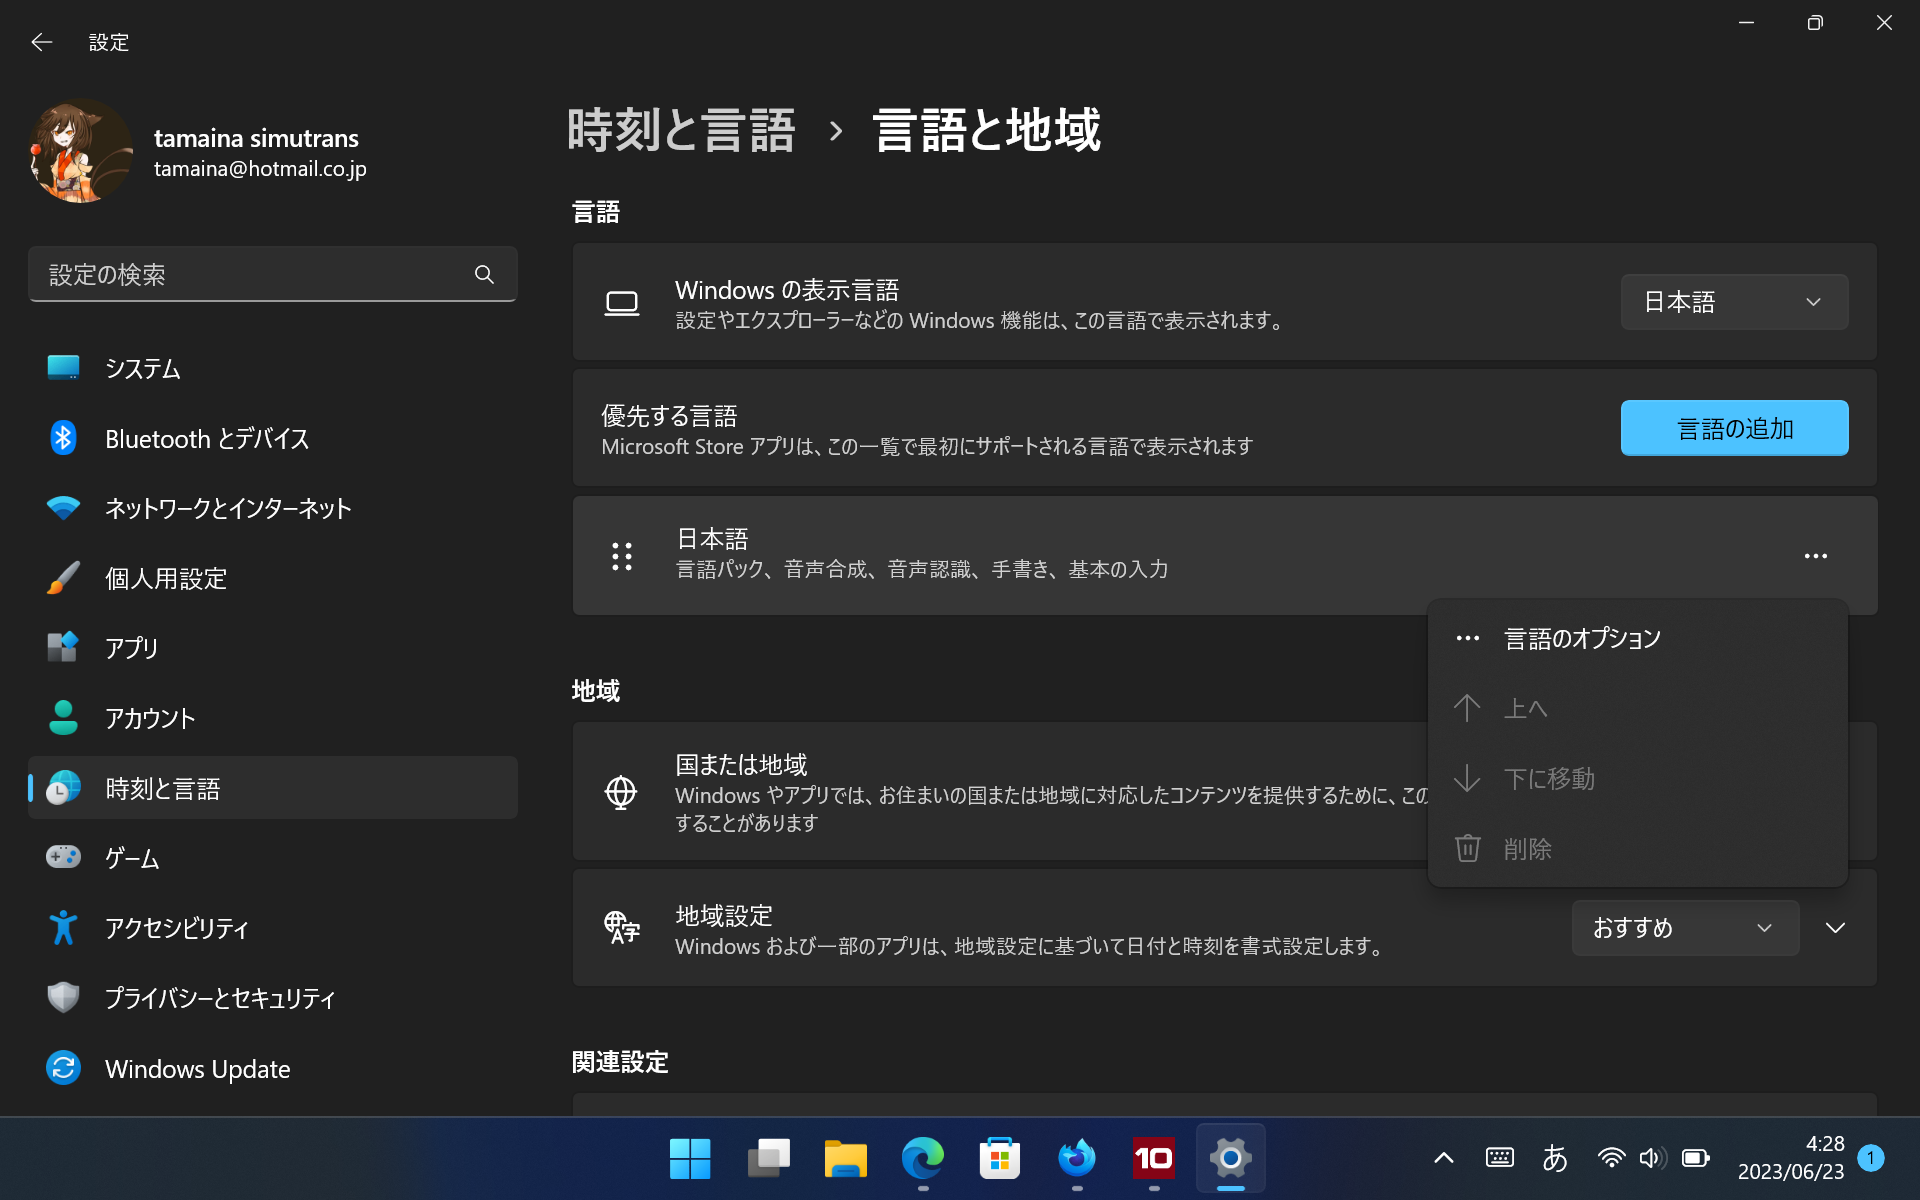 設定
tamaina simutrans
tamaina@hotmail.co.jp
設定の検索
システム
Bluetooth とデバイス
ネットワークとインターネット
個人用設定
アプリ
アカウント
時刻と言語
ゲーム
アクセシビリティ
プライバシーとセキュリティ
Windows Update
時刻と言語 › 言語と地域
言語
Windows の表示言語
設定やエクスプローラーなどの Windows 機能は、この言語で表示されます。
日本語
優先する言語
Microsoft Store アプリは、この一覧で最初にサポートされる言語で表示されます
言語の追加
日本語
言語パック、音声合成、音声認識、手書き、基本の入力
言語のオプション
上へ
下に移動
削除
地域
国または地域
Windows やアプリでは、お住まいの国または地域に対応したコンテンツを提供するために、この
することがあります
地域設定
Windows および一部のアプリは、地域設定に基づいて日付と時刻を書式設定します。
おすすめ
関連設定
10
あ
4:28
2023/06/23
1